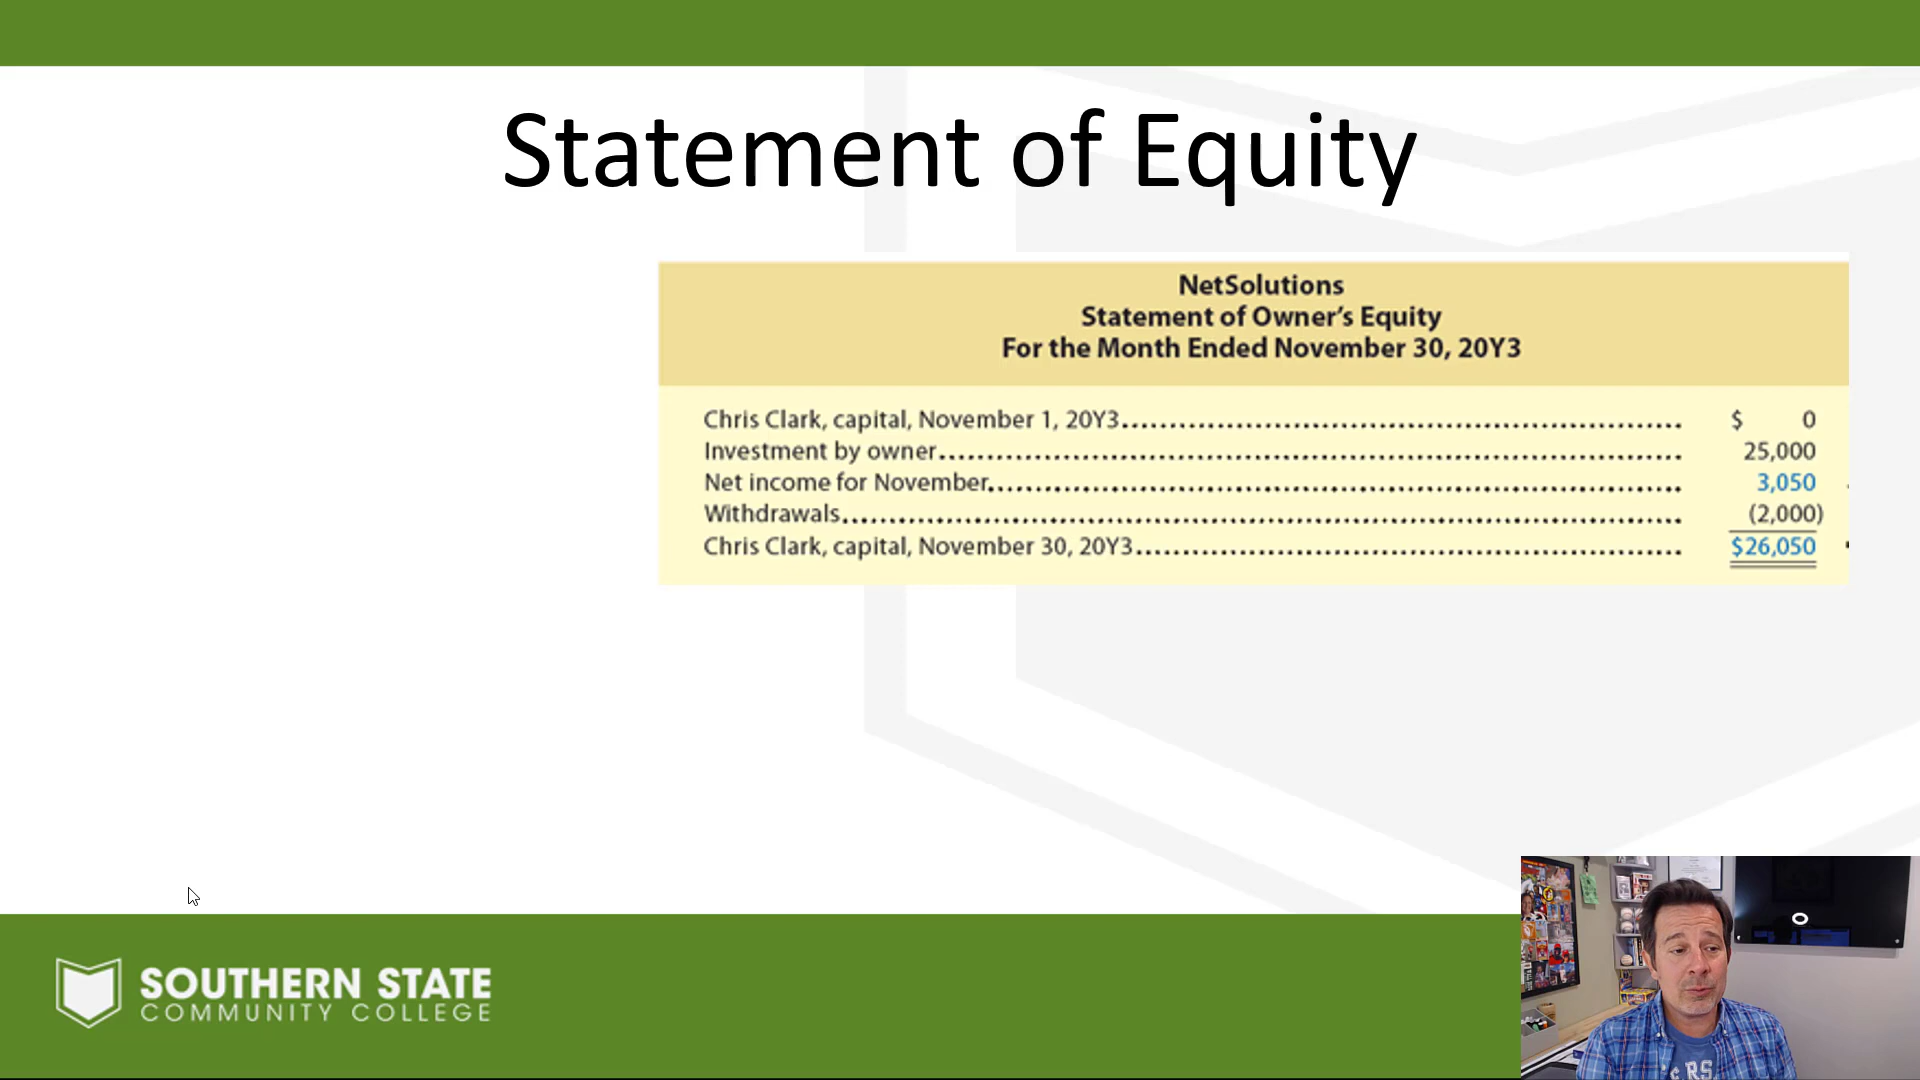 Statement of Equity
NetSolutions
Statement of Owner's Equity
For the Month Ended November 30, 20Y3
Chris Clark, capital, November 1, 20Y3 $ 0
Investment by owner 25,000
Net income for November 3,050
Withdrawals (2,000)
Chris Clark, capital, November 30, 20Y3 $26,050
SOUTHERN STATE
COMMUNITY COLLEGE